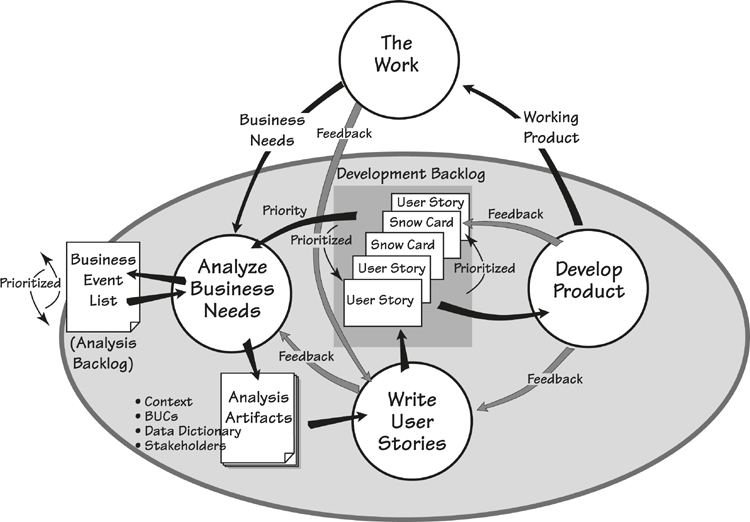 The
Work
Business
Needs
Feedback
Working
Product
Development Backlog
User Story
Snow Card
Snow Card
User Story
User Story
Priority
Prioritized
Prioritized
Feedback
Prioritized
Business
Event
List
(Analysis
Backlog)
Analyze
Business
Needs
Develop
Product
Feedback
Feedback
• Context
• BUCs
• Data Dictionary
• Stakeholders
Analysis
Artifacts
Write
User
Stories